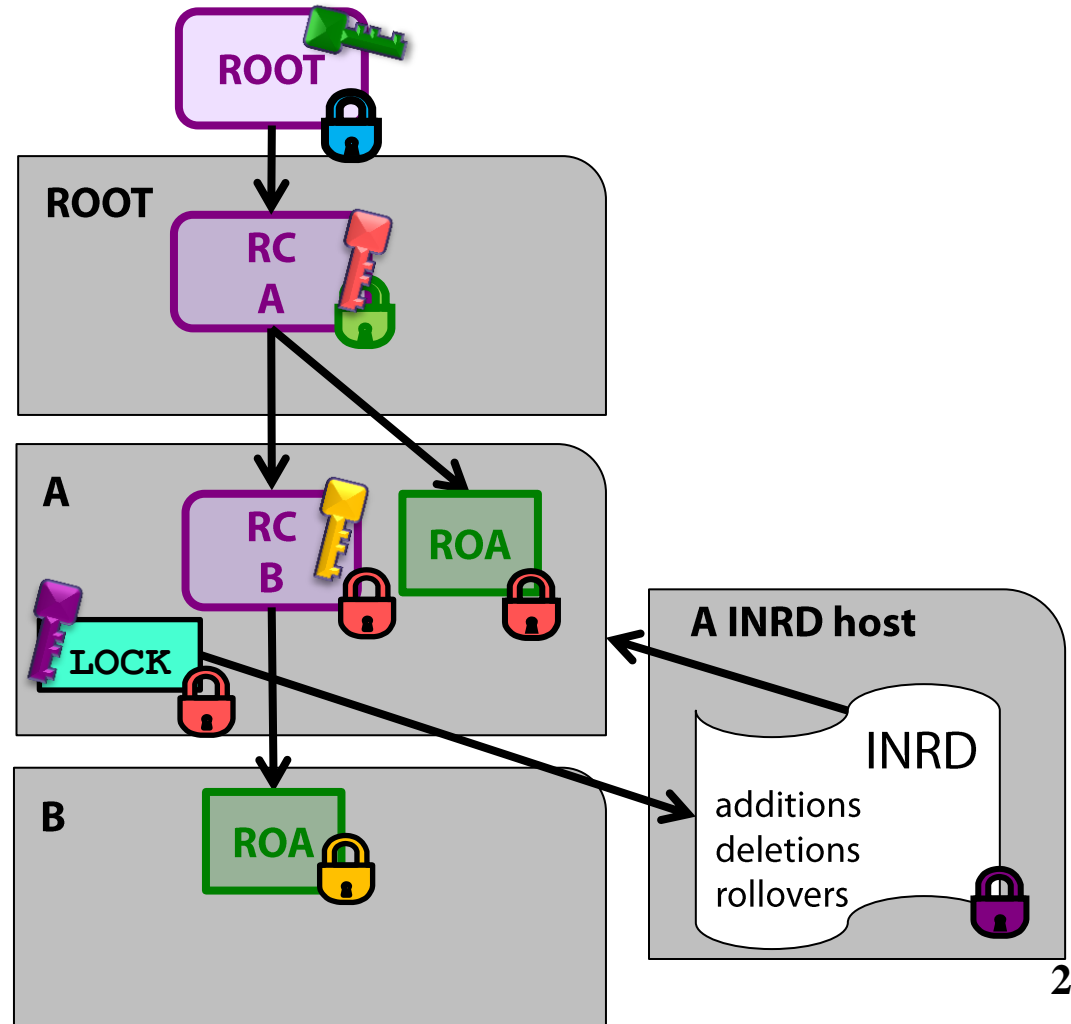 ROOT
ROOT
RC
A
A
RC
B
ROA
LOCK
A INRD host
INRD
additions
deletions
rollovers
B
ROA
2